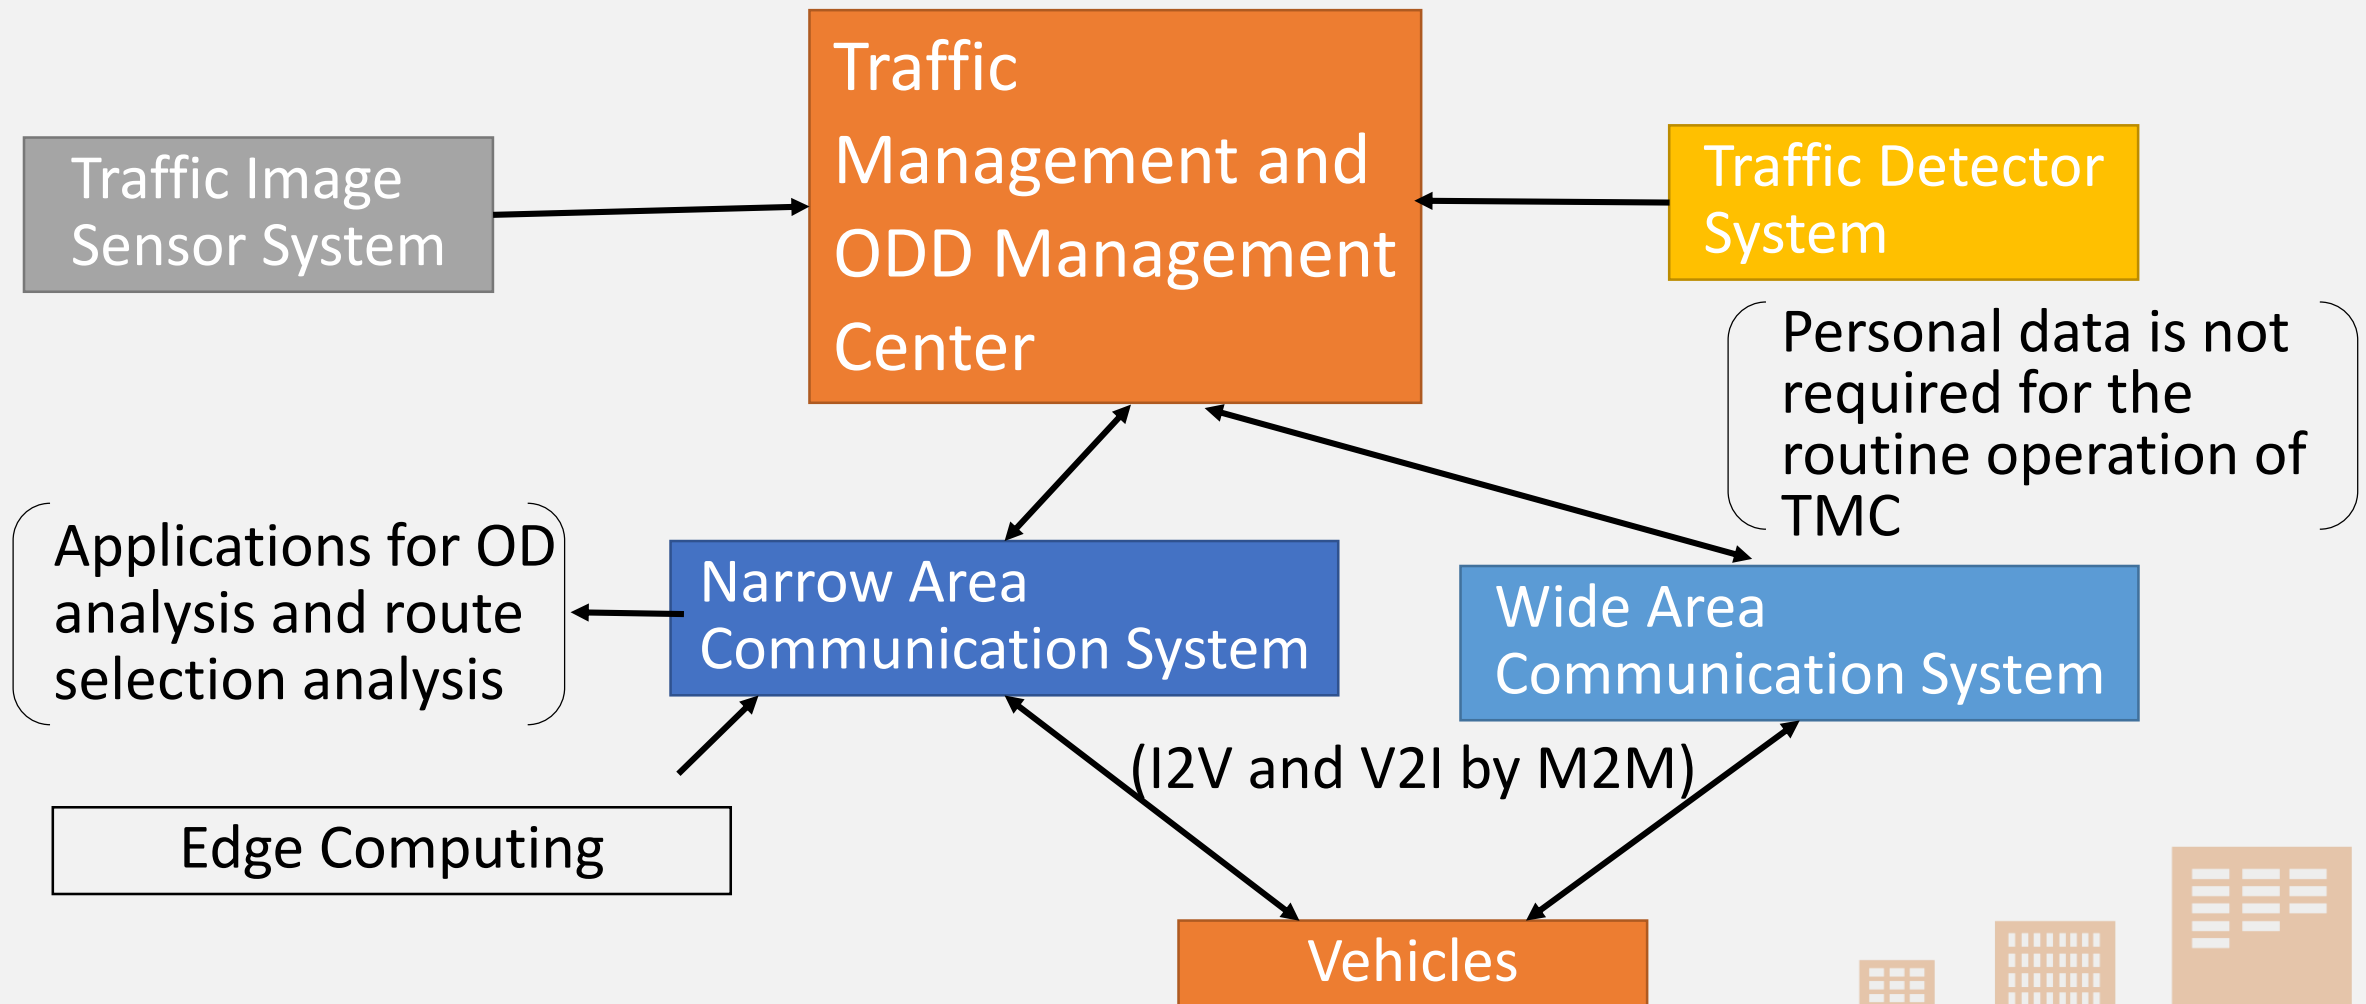 Traffic
Management and
ODD Management
Center
Traffic Image
Sensor System
Traffic Detector
System
Personal data is not
required for the
routine operation of
TMC
Applications for OD
analysis and route
selection analysis
Narrow Area
Communication System
Wide Area
Communication System
(I2V and V2I by M2M)
Edge Computing
Vehicles